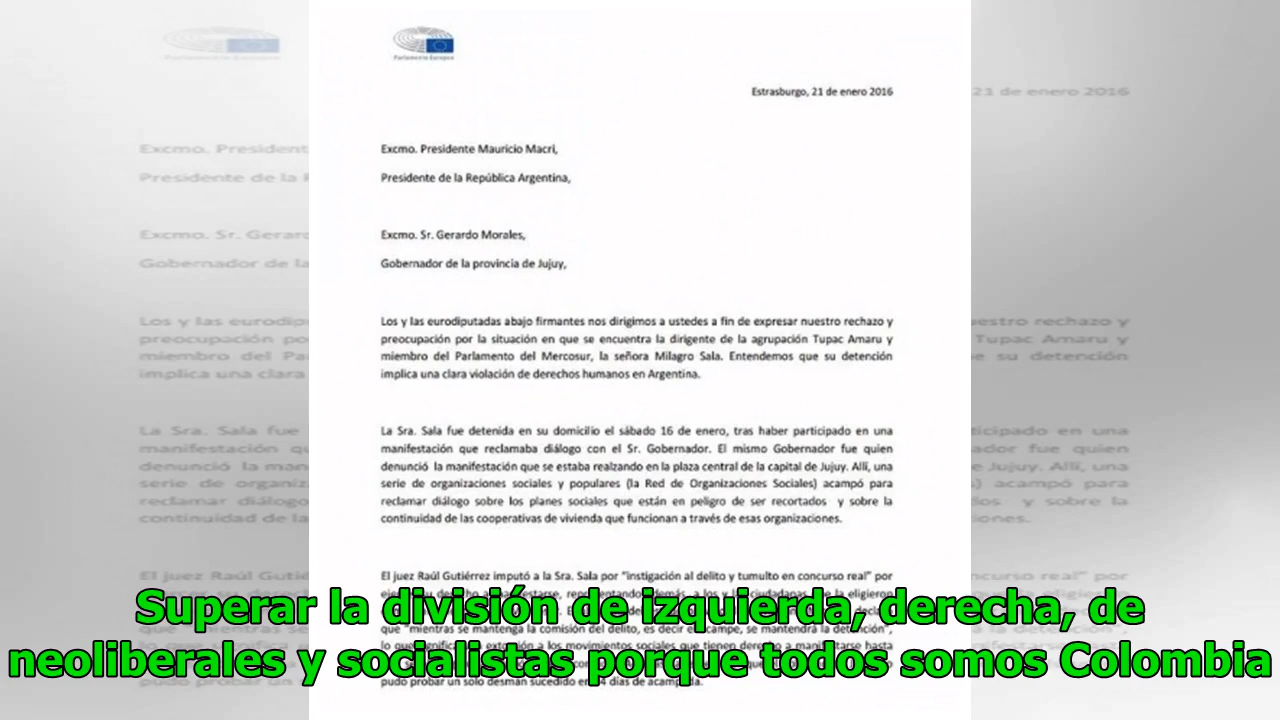 Parlamento Europeo
Estrasburgo, 21 de enero 2016
Excmo. Presidente Mauricio Macri,
Presidente de la República Argentina,
Excmo. Sr. Gerardo Morales,
Gobernador de la provincia de Jujuy,
Los y las eurodiputadas abajo firmantes nos dirigimos a ustedes a fin de expresar nuestro rechazo y
preocupación por la situación en que se encuentra la dirigente de la agrupación Tupac Amaru y
miembro del Parlamento del Mercosur, la señora Milagro Sala. Entendemos que su detención
implica una clara violación de derechos humanos en Argentina.
La Sra. Sala fue detenida en su domicilio el sábado 16 de enero, tras haber participado en una
manifestación que reclamaba diálogo con el Sr. Gobernador. El mismo Gobernador fue quien
denunció la manifestación que se estaba realzando en la plaza central de la capital de Jujuy. Allí, una
serie de organizaciones sociales y populares (la Red de Organizaciones Sociales) acampó para
reclamar diálogo sobre los planes sociales que están en peligro de ser recortados y sobre la
continuidad de las cooperativas de vivienda que funcionan a través de esas organizaciones.
El juez Raúl Gutiérrez imputó a la Sra. Sala por "instigación al delito y tumulto en concurso real" por
que "mientras se mantenga la comisión del delito, es decir el acampe, se mantendrá la detención",
pudo probar un solo desmán sucedido en 34 días de acampada.
Superar la división de izquierda, derecha, de
neoliberales y socialistas porque todos somos Colombia